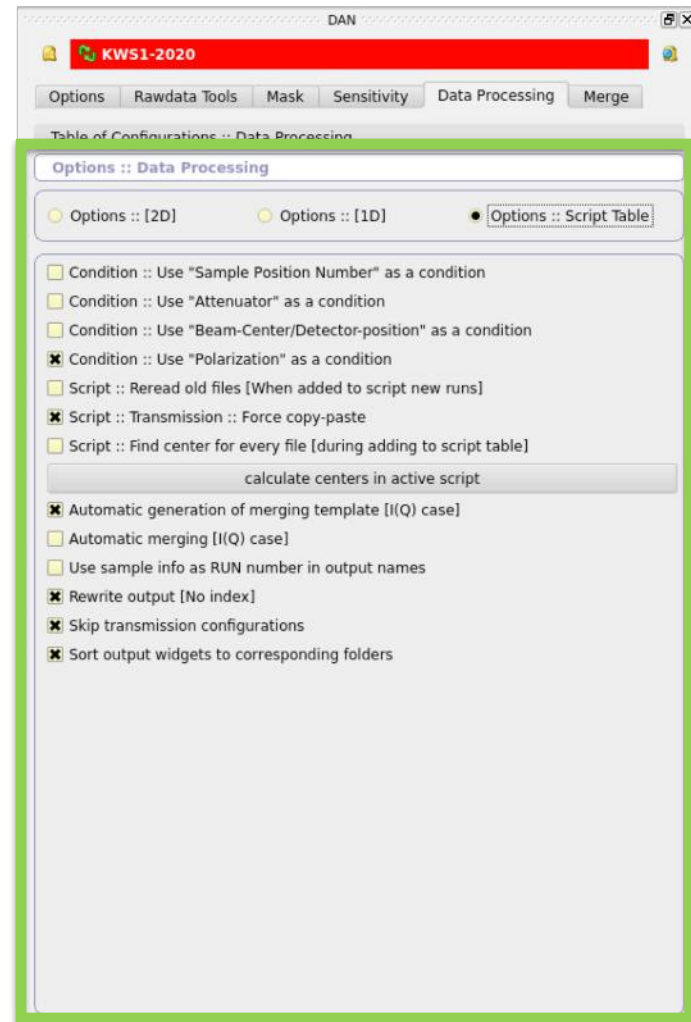 DAN
KWS1-2020
Options Rawdata Tools Mask Sensitivity Data Processing Merge
Table of Configurations :: Data Processing
Options :: Data Processing
Options :: [2D] Options :: [1D] Options :: Script Table
Condition :: Use "Sample Position Number" as a condition
Condition :: Use "Attenuator" as a condition
Condition :: Use "Beam-Center/Detector-position" as a condition
Condition :: Use "Polarization" as a condition
Script :: Reread old files [When added to script new runs]
Script :: Transmission :: Force copy-paste
Script :: Find center for every file [during adding to script table]
calculate centers in active script
Automatic generation of merging template [I(Q) case]
Automatic merging [I(Q) case]
Use sample info as RUN number in output names
Rewrite output [No index]
Skip transmission configurations
Sort output widgets to corresponding folders